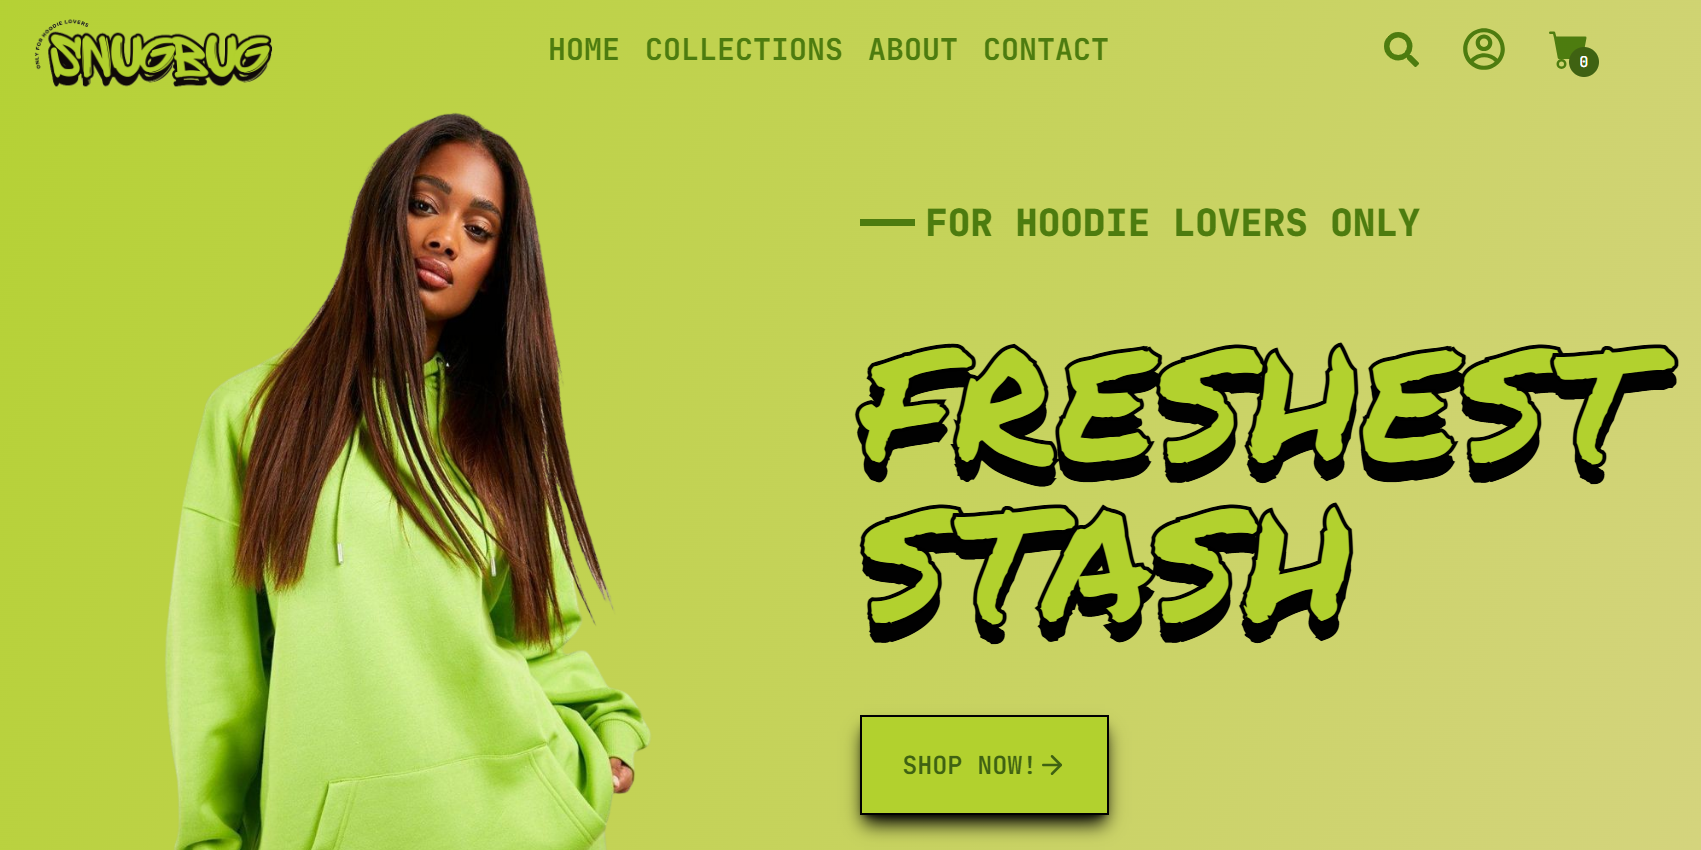 ONLY FOR HOODIE LOVERS
SNUGBUG
HOME COLLECTIONS ABOUT CONTACT
0
FOR HOODIE LOVERS ONLY
FRESHEST
STASH
SHOP NOW!